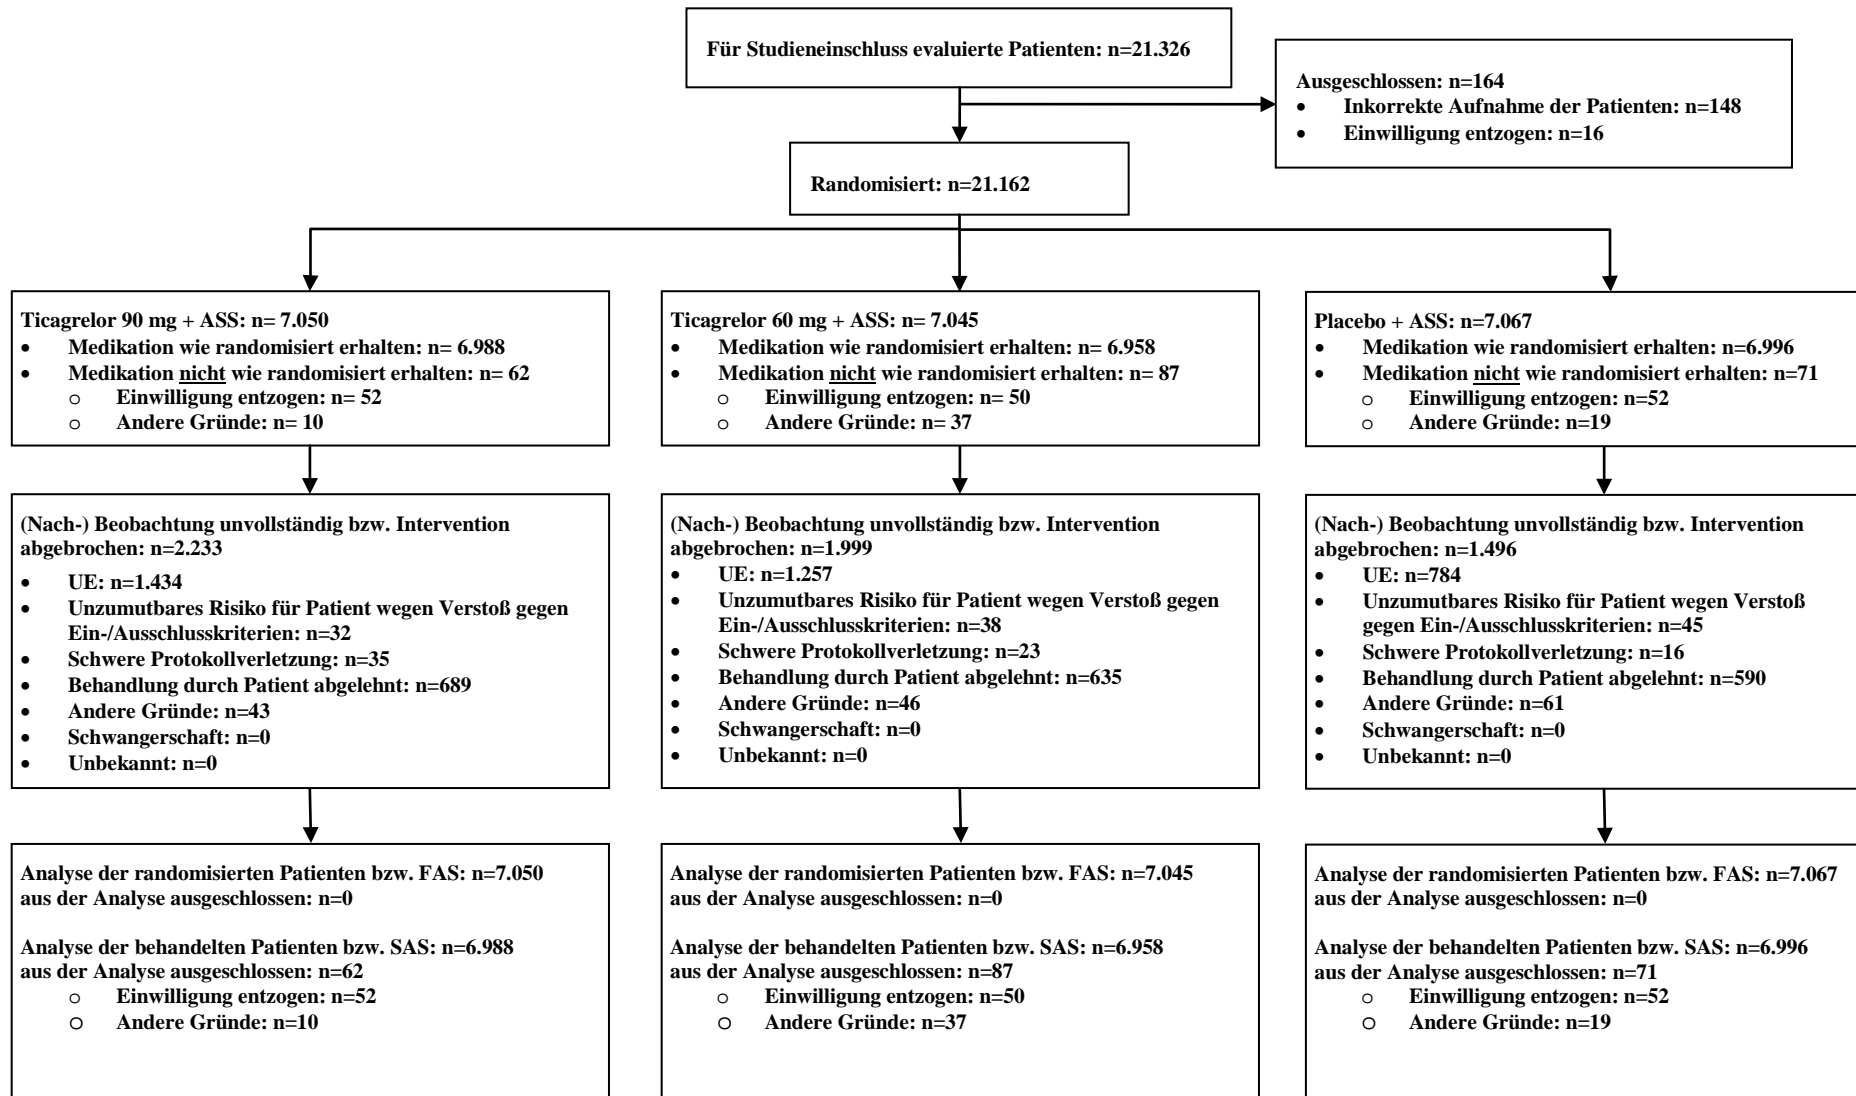 Für Studieneinschluss evaluierte Patienten: n=21.326
Ausgeschlossen: n=164
• Inkorrekte Aufnahme der Patienten: n=148
• Einwilligung entzogen: n=16
Randomisiert: n=21.162
Ticagrelor 90 mg + ASS: n= 7.050
• Medikation wie randomisiert erhalten: n= 6.988
• Medikation nicht wie randomisiert erhalten: n= 62
o Einwilligung entzogen: n= 52
o Andere Gründe: n= 10
Ticagrelor 60 mg + ASS: n= 7.045
• Medikation wie randomisiert erhalten: n= 6.958
• Medikation nicht wie randomisiert erhalten: n= 87
o Einwilligung entzogen: n= 50
o Andere Gründe: n= 37
Placebo + ASS: n=7.067
• Medikation wie randomisiert erhalten: n=6.996
• Medikation nicht wie randomisiert erhalten: n=71
o Einwilligung entzogen: n=52
o Andere Gründe: n=19
(Nach-) Beobachtung unvollständig bzw. Intervention
abgebrochen: n=2.233
• UE: n=1.434
• Unzumutbares Risiko für Patient wegen Verstoß gegen
Ein-/Ausschlusskriterien: n=32
• Schwere Protokollverletzung: n=35
• Behandlung durch Patient abgelehnt: n=689
• Andere Gründe: n=43
• Schwangerschaft: n=0
• Unbekannt: n=0
(Nach-) Beobachtung unvollständig bzw. Intervention
abgebrochen: n=1.999
• UE: n=1.257
• Unzumutbares Risiko für Patient wegen Verstoß gegen
Ein-/Ausschlusskriterien: n=38
• Schwere Protokollverletzung: n=23
• Behandlung durch Patient abgelehnt: n=635
• Andere Gründe: n=46
• Schwangerschaft: n=0
• Unbekannt: n=0
(Nach-) Beobachtung unvollständig bzw. Intervention
abgebrochen: n=1.496
• UE: n=784
• Unzumutbares Risiko für Patient wegen Verstoß
gegen Ein-/Ausschlusskriterien: n=45
• Schwere Protokollverletzung: n=16
• Behandlung durch Patient abgelehnt: n=590
• Andere Gründe: n=61
• Schwangerschaft: n=0
• Unbekannt: n=0
Analyse der randomisierten Patienten bzw. FAS: n=7.050
aus der Analyse ausgeschlossen: n=0
Analyse der behandelten Patienten bzw. SAS: n=6.988
aus der Analyse ausgeschlossen: n=62
o Einwilligung entzogen: n=52
o Andere Gründe: n=10
Analyse der randomisierten Patienten bzw. FAS: n=7.045
aus der Analyse ausgeschlossen: n=0
Analyse der behandelten Patienten bzw. SAS: n=6.958
aus der Analyse ausgeschlossen: n=87
o Einwilligung entzogen: n=50
o Andere Gründe: n=37
Analyse der randomisierten Patienten bzw. FAS: n=7.067
aus der Analyse ausgeschlossen: n=0
Analyse der behandelten Patienten bzw. SAS: n=6.996
aus der Analyse ausgeschlossen: n=71
o Einwilligung entzogen: n=52
o Andere Gründe: n=19